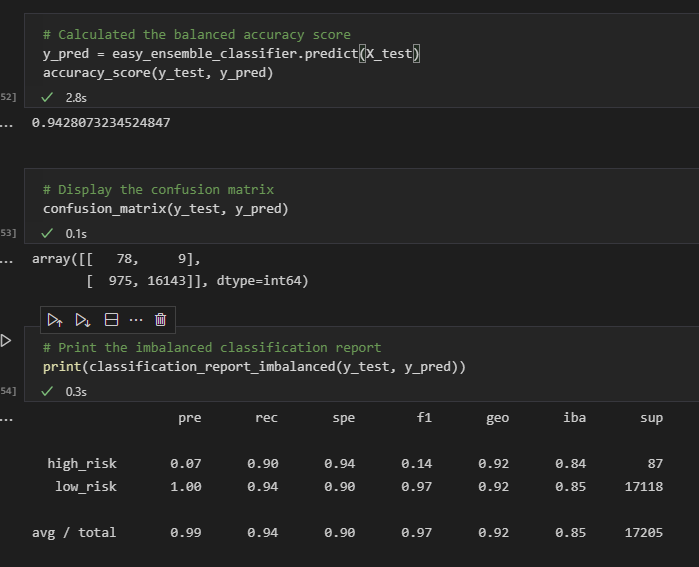 # Calculated the balanced accuracy score
y_pred = easy_ensemble_classifier.predict(X_test)
accuracy_score(y_test, y_pred)
52] ✓ 2.8s
... 0.9428073234524847
# Display the confusion matrix
confusion_matrix(y_test, y_pred)
53] ✓ 0.1s
... array([[   78,     9],
       [  975, 16143]], dtype=int64)
...
# Print the imbalanced classification report
print(classification_report_imbalanced(y_test, y_pred))
54] ✓ 0.3s
... pre rec spe f1 geo iba sup
high_risk 0.07 0.90 0.94 0.14 0.92 0.84 87
low_risk 1.00 0.94 0.90 0.97 0.92 0.85 17118
avg / total 0.99 0.94 0.90 0.97 0.92 0.85 17205